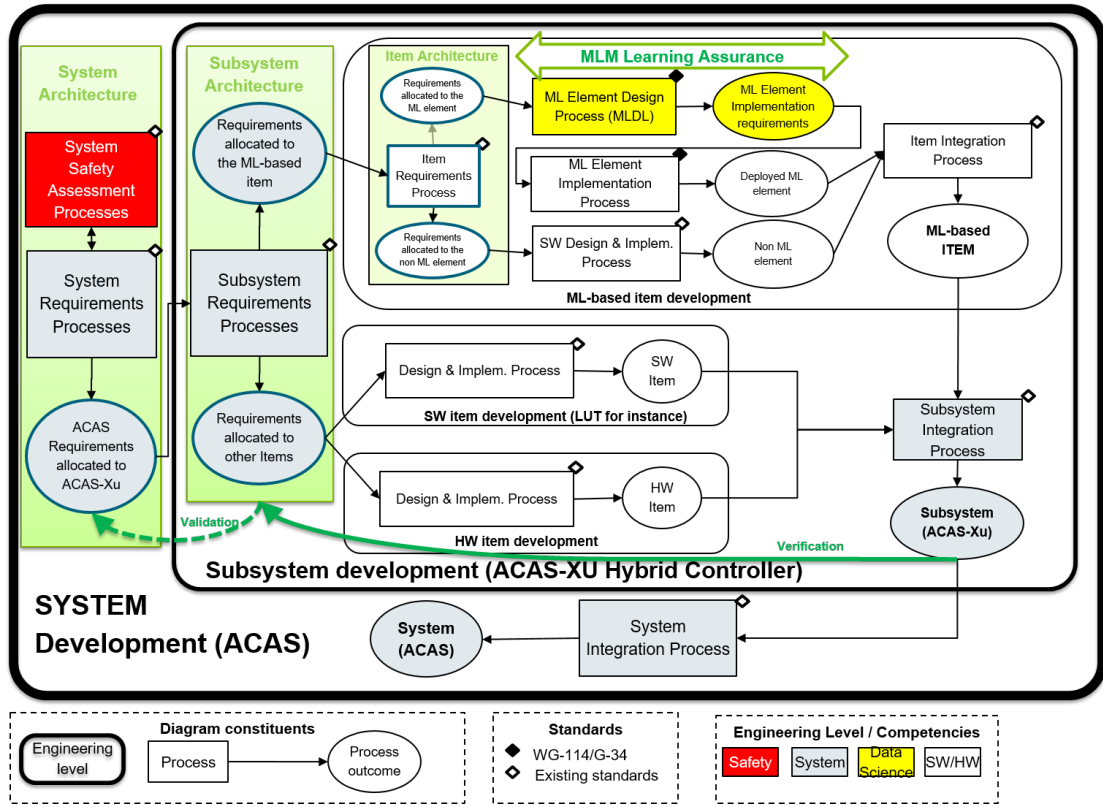 System
Architecture
System
Safety
Assessment
Processes
System
Requirements
Processes
ACAS
Requirements
allocated to
ACAS-Xu
Subsystem
Architecture
Requirements
allocated to
the ML-based
item
Subsystem
Requirements
Processes
Requirements
allocated to
other Items
Item Architecture
Requirements
allocated to the
ML element
Item
Requirements
Process
Requirements
allocated to the
non ML element
MLM Learning Assurance
ML Element Design
Process (MLDL)
ML Element
Implementation
requirements
ML Element
Implementation
Process
Deployed ML
element
SW Design & Implem.
Process
Non ML
element
Item Integration
Process
ML-based
ITEM
ML-based item development
Design & Implem. Process
SW
Item
SW item development (LUT for instance)
Design & Implem. Process
HW
Item
HW item development
Subsystem
Integration
Process
Subsystem
(ACAS-Xu)
Validation
Verification
Subsystem development (ACAS-XU Hybrid Controller)
SYSTEM
Development (ACAS)
System
(ACAS)
System
Integration Process
Diagram constituents
Engineering
level
Process
Process
outcome
Standards
WG-114/G-34
Existing standards
Engineering Level / Competencies
Safety
System
Data
Science
SW/HW